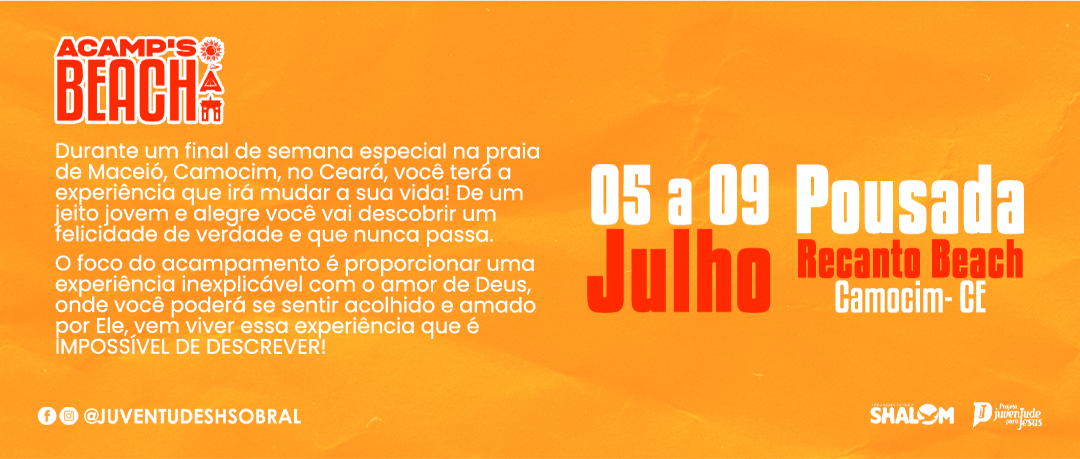 ACAMP'S
BEACH
Durante um final de semana especial na praia
de Maceió, Camocim, no Ceará, você terá a
experiência que irá mudar a sua vida! De um
jeito jovem e alegre você vai descobrir um
felicidade de verdade e que nunca passa.
O foco do acampamento é proporcionar uma
experiência inexplicável com o amor de Deus,
onde você poderá se sentir acolhido e amado
por Ele, vem viver essa experiência que é
IMPOSSÍVEL DE DESCREVER!
05 a 09
Julho
Pousada
Recanto Beach
Camocim- CE
@JUVENTUDESHSOBRAL
SHALOM
Projeto
juventude
para Jesus